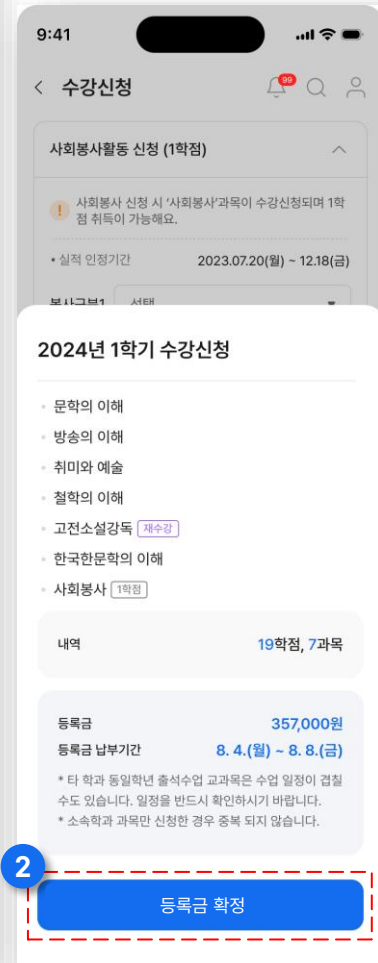 9:41
수강신청
99
사회봉사활동 신청 (1학점)
! 사회봉사 신청 시 ‘사회봉사’과목이 수강신청되며 1학
점 취득이 가능해요.
• 실적 인정기간 2023.07.20(월) ~ 12.18(금)
봉사구분1 선택
2024년 1학기 수강신청
문학의 이해
방송의 이해
취미와 예술
철학의 이해
고전소설강독 재수강
한국한문학의 이해
사회봉사 1학점
내역 19학점, 7과목
등록금 357,000원
등록금 납부기간 8. 4.(월) ~ 8. 8.(금)
* 타 학과 동일학년 출석수업 교과목은 수업 일정이 겹칠
수도 있습니다. 일정을 반드시 확인하시기 바랍니다.
* 소속학과 과목만 신청한 경우 중복 되지 않습니다.
2
등록금 확정